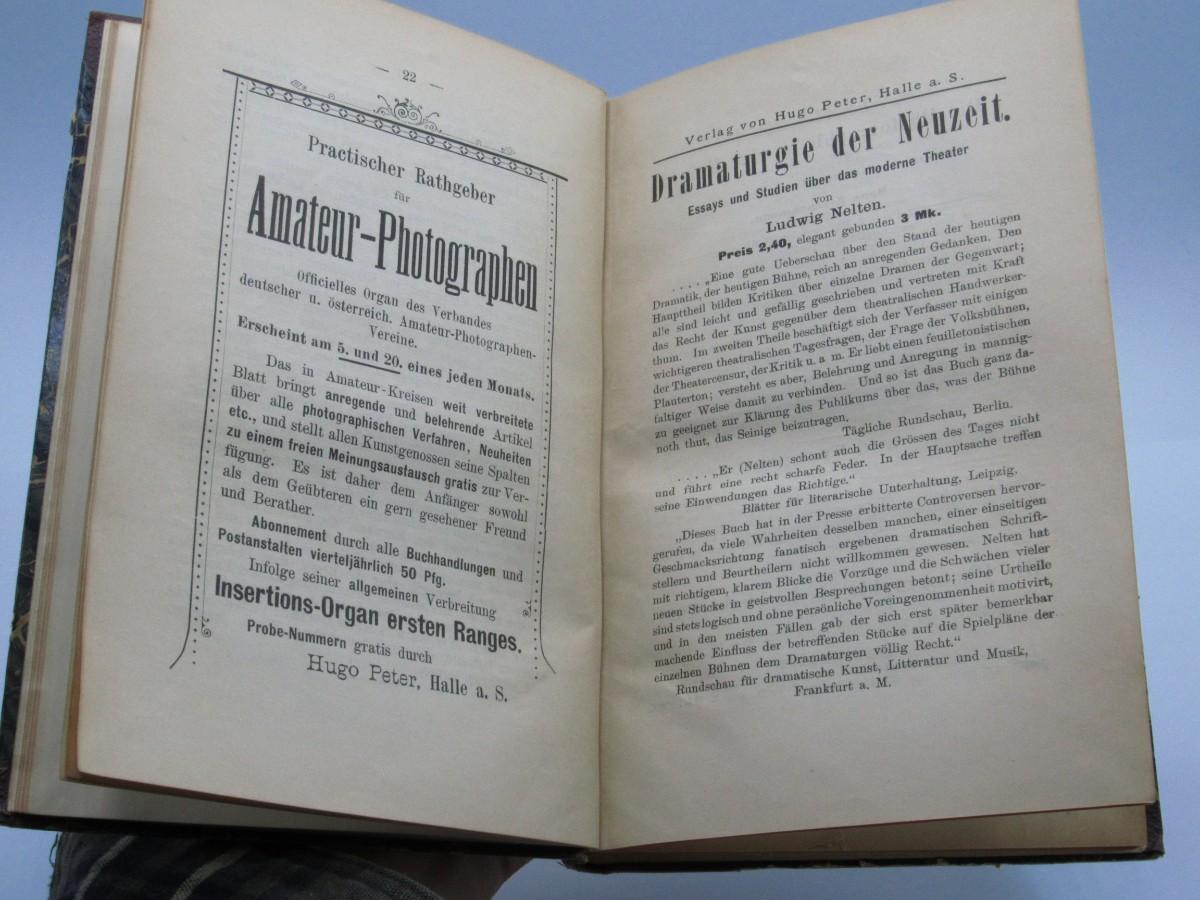 — 22 —
Practischer Rathgeber
für
Amateur-Photographen
Officielles Organ des Verbandes
deutscher u. österreich. Amateur-Photographen-
Vereine.
Erscheint am 5. und 20. eines jeden Monats.
Das in Amateur-Kreisen weit verbreitete
Blatt bringt anregende und belehrende Artikel
über alle photographischen Verfahren, Neuheiten
etc., und stellt allen Kunstgenossen seine Spalten
zu einem freien Meinungsaustausch gratis zur Ver-
fügung. Es ist daher dem Anfänger sowohl
als dem Geübteren ein gern gesehener Freund
und Berather.
Abonnement durch alle Buchhandlungen und
Postanstalten vierteljährlich 50 Pfg.
Infolge seiner allgemeinen Verbreitung
Insertions-Organ ersten Ranges.
Probe-Nummern gratis durch
Hugo Peter, Halle a. S.
Verlag von Hugo Peter, Halle a. S.
Dramaturgie der Neuzeit.
Essays und Studien über das moderne Theater
von
Ludwig Nelten.
Preis 2,40, elegant gebunden 3 Mk.
. . . . „Eine gute Ueberschau über den Stand der heutigen
Dramatik, der heutigen Bühne, reich an anregenden Gedanken. Den
Haupttheil bilden Kritiken über einzelne Dramen der Gegenwart;
alle sind leicht und gefällig geschrieben und vertreten mit Kraft
das Recht der Kunst gegenüber dem theatralischen Handwerker-
thum. Im zweiten Theile beschäftigt sich der Verfasser mit einigen
wichtigeren theatralischen Tagesfragen, der Frage der Volksbühnen,
der Theatercensur, der Kritik u. a. m. Er liebt einen feuilletonistischen
Plauterton; versteht es aber, Belehrung und Anregung in mannig-
faltiger Weise damit zu verbinden. Und so ist das Buch ganz da-
zu geeignet zur Klärung des Publikums über das, was der Bühne
noth thut, das Seinige beizutragen.
Tägliche Rundschau, Berlin.
. . . . „Er (Nelten) schont auch die Grössen des Tages nicht
und führt eine recht scharfe Feder. In der Hauptsache treffen
seine Einwendungen das Richtige.“
Blätter für literarische Unterhaltung, Leipzig.
„Dieses Buch hat in der Presse erbitterte Controversen hervor-
gerufen, da viele Wahrheiten desselben manchen, einer einseitigen
Geschmacksrichtung fanatisch ergebenen dramatischen Schrift-
stellern und Beurtheilern nicht willkommen gewesen. Nelten hat
mit richtigem, klarem Blicke die Vorzüge und die Schwächen vieler
neuen Stücke in geistvollen Besprechungen betont; seine Urtheile
sind stets logisch und ohne persönliche Voreingenommenheit motivirt,
und in den meisten Fällen gab der sich erst später bemerkbar
machende Einfluss der betreffenden Stücke auf die Spielpläne der
einzelnen Bühnen dem Dramaturgen völlig Recht.“
Rundschau für dramatische Kunst, Litteratur und Musik,
Frankfurt a. M.